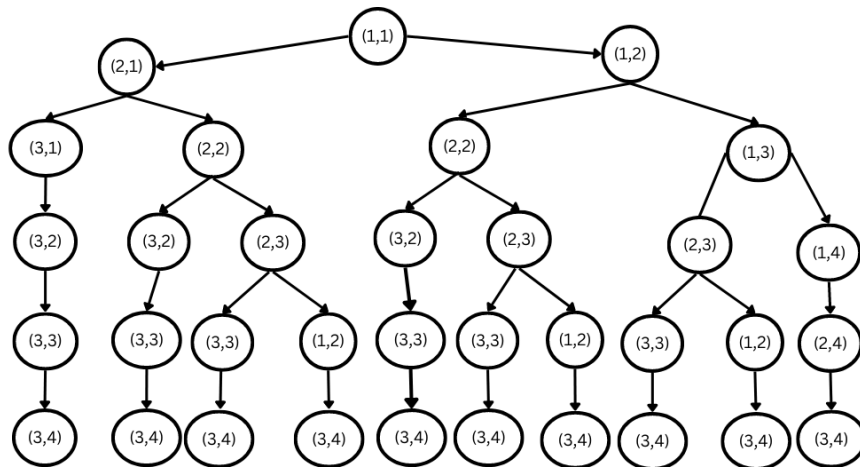 (1,1)
(2,1) (1,2)
(3,1) (2,2) (2,2) (1,3)
(3,2) (3,2) (2,3) (3,2) (2,3) (2,3) (1,4)
(3,3) (3,3) (3,3) (1,2) (3,3) (3,3) (1,2) (3,3) (1,2) (2,4)
(3,4) (3,4) (3,4) (3,4) (3,4) (3,4) (3,4) (3,4) (3,4) (3,4)